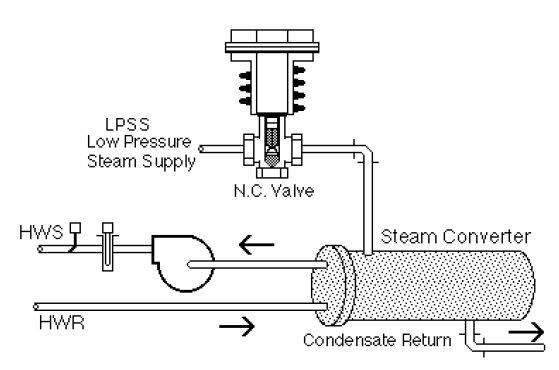 LPSS
Low Pressure
Steam Supply
N.C. Valve
HWS
Steam Converter
HWR
Condensate Return